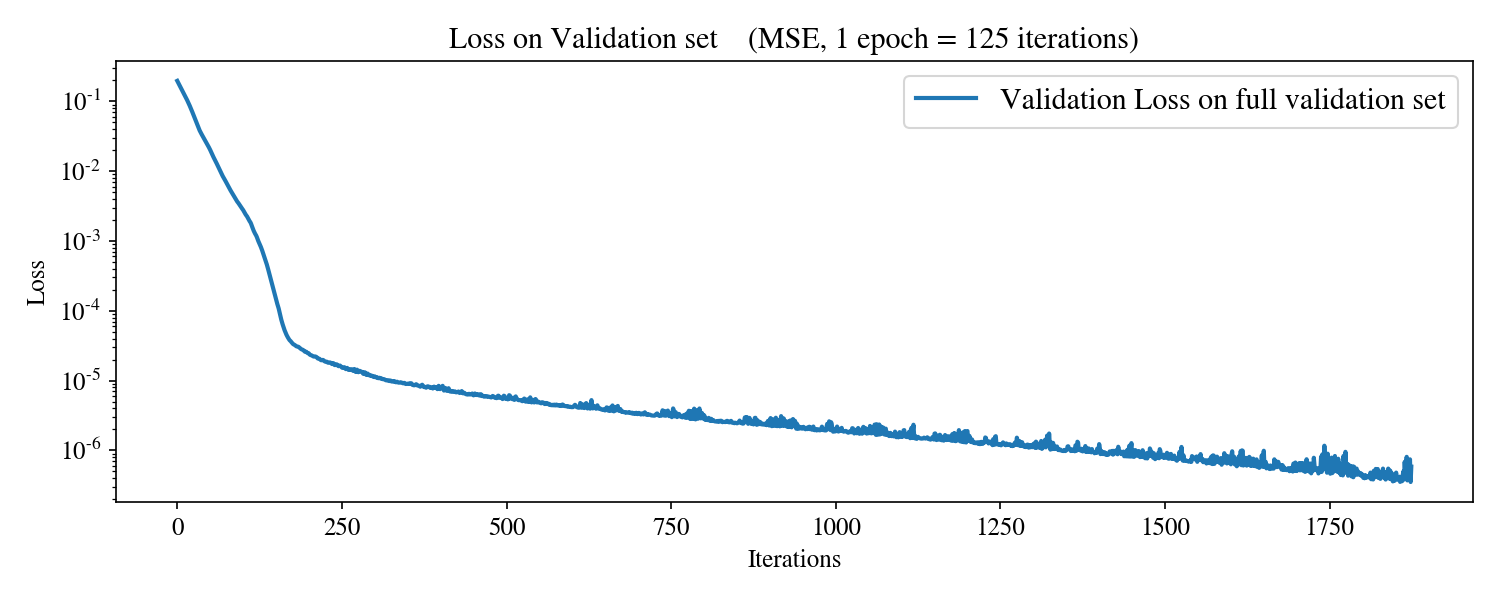 Loss on Validation set (MSE, 1 epoch = 125 iterations)
Validation Loss on full validation set
Loss
10⁻¹
10⁻²
10⁻³
10⁻⁴
10⁻⁵
10⁻⁶
0 250 500 750 1000 1250 1500 1750
Iterations